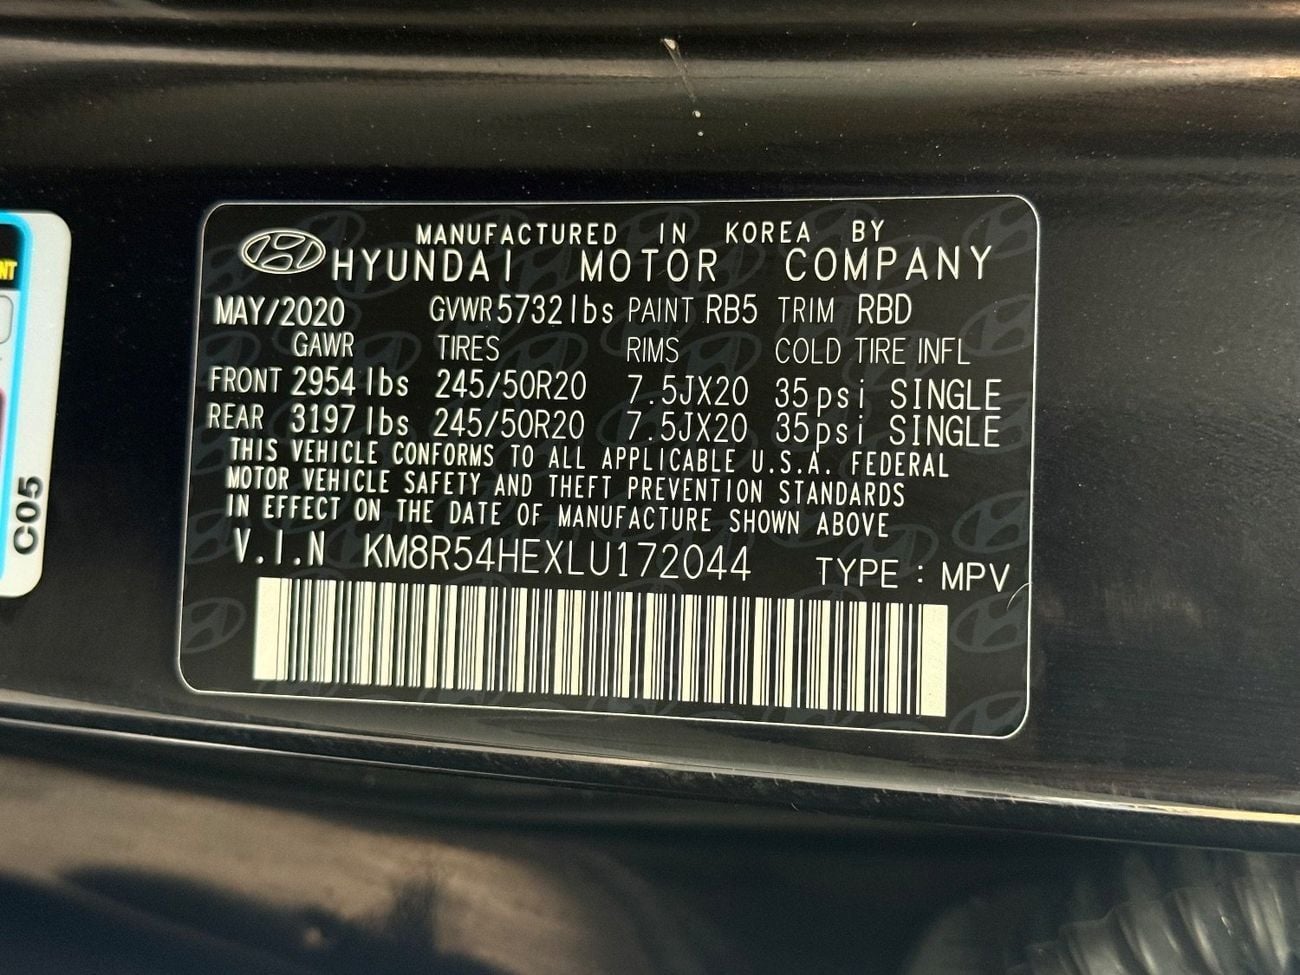 MANUFACTURED IN KOREA BY
HYUNDAI MOTOR COMPANY
MAY/2020 GVWR 5732lbs PAINT RB5 TRIM RBD
GAWR TIRES RIMS COLD TIRE INFL
FRONT 2954lbs 245/50R20 7.5JX20 35psi SINGLE
REAR 3197lbs 245/50R20 7.5JX20 35psi SINGLE
THIS VEHICLE CONFORMS TO ALL APPLICABLE U.S.A. FEDERAL
MOTOR VEHICLE SAFETY AND THEFT PREVENTION STANDARDS
IN EFFECT ON THE DATE OF MANUFACTURE SHOWN ABOVE
V.I.N KM8R54HEXLU172044 TYPE : MPV
C05